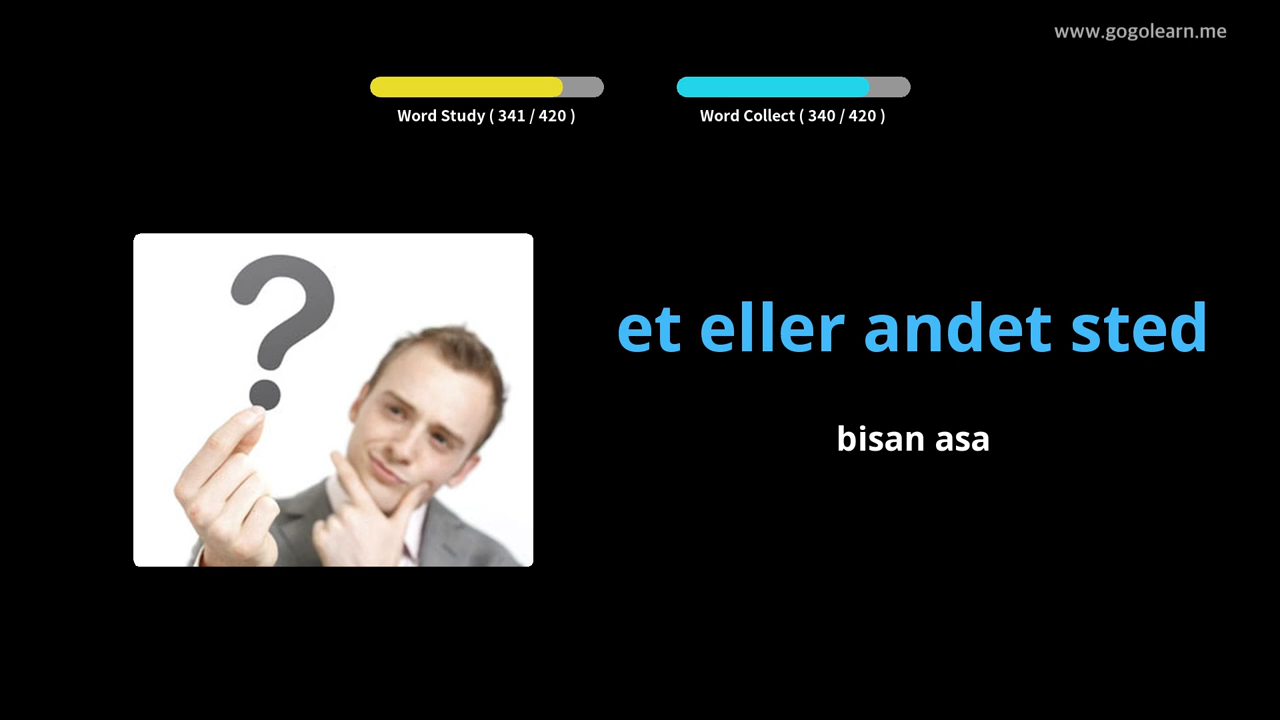 www.gogolearn.me
Word Study ( 341 / 420 )
Word Collect ( 340 / 420 )
et eller andet sted
bisan asa